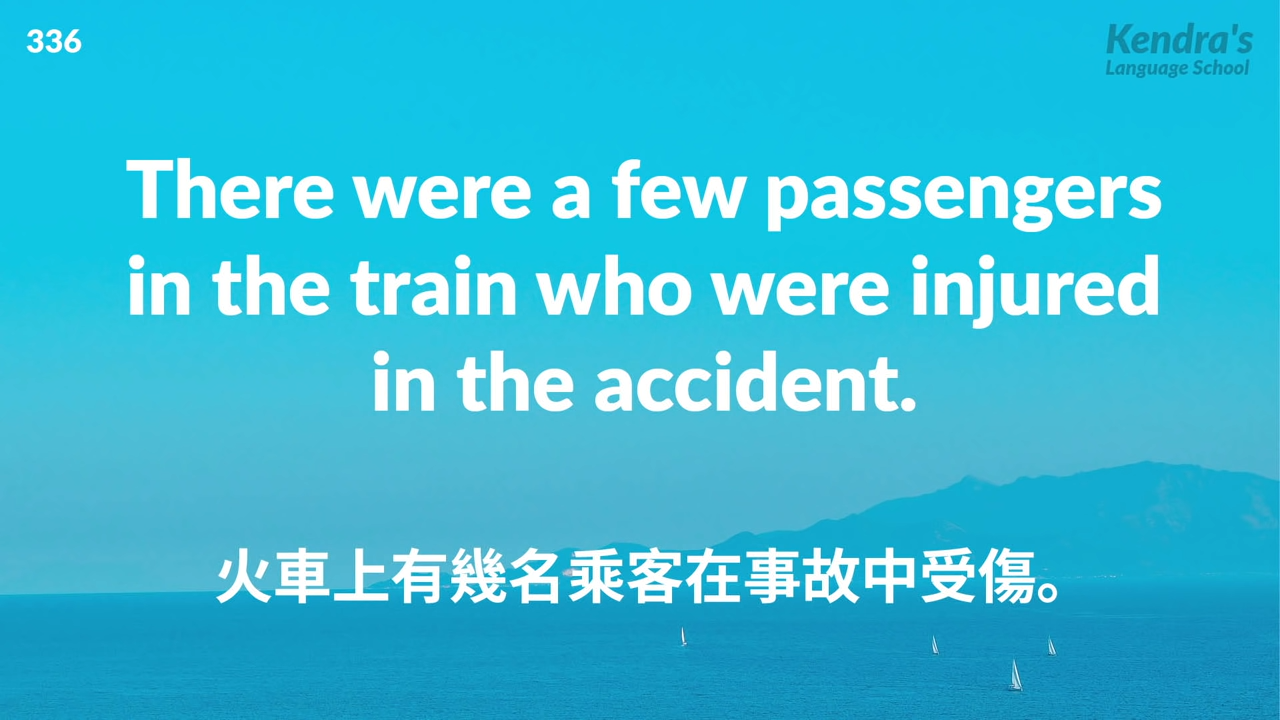 336
Kendra's
Language School
There were a few passengers
in the train who were injured
in the accident.
火車上有幾名乘客在事故中受傷。